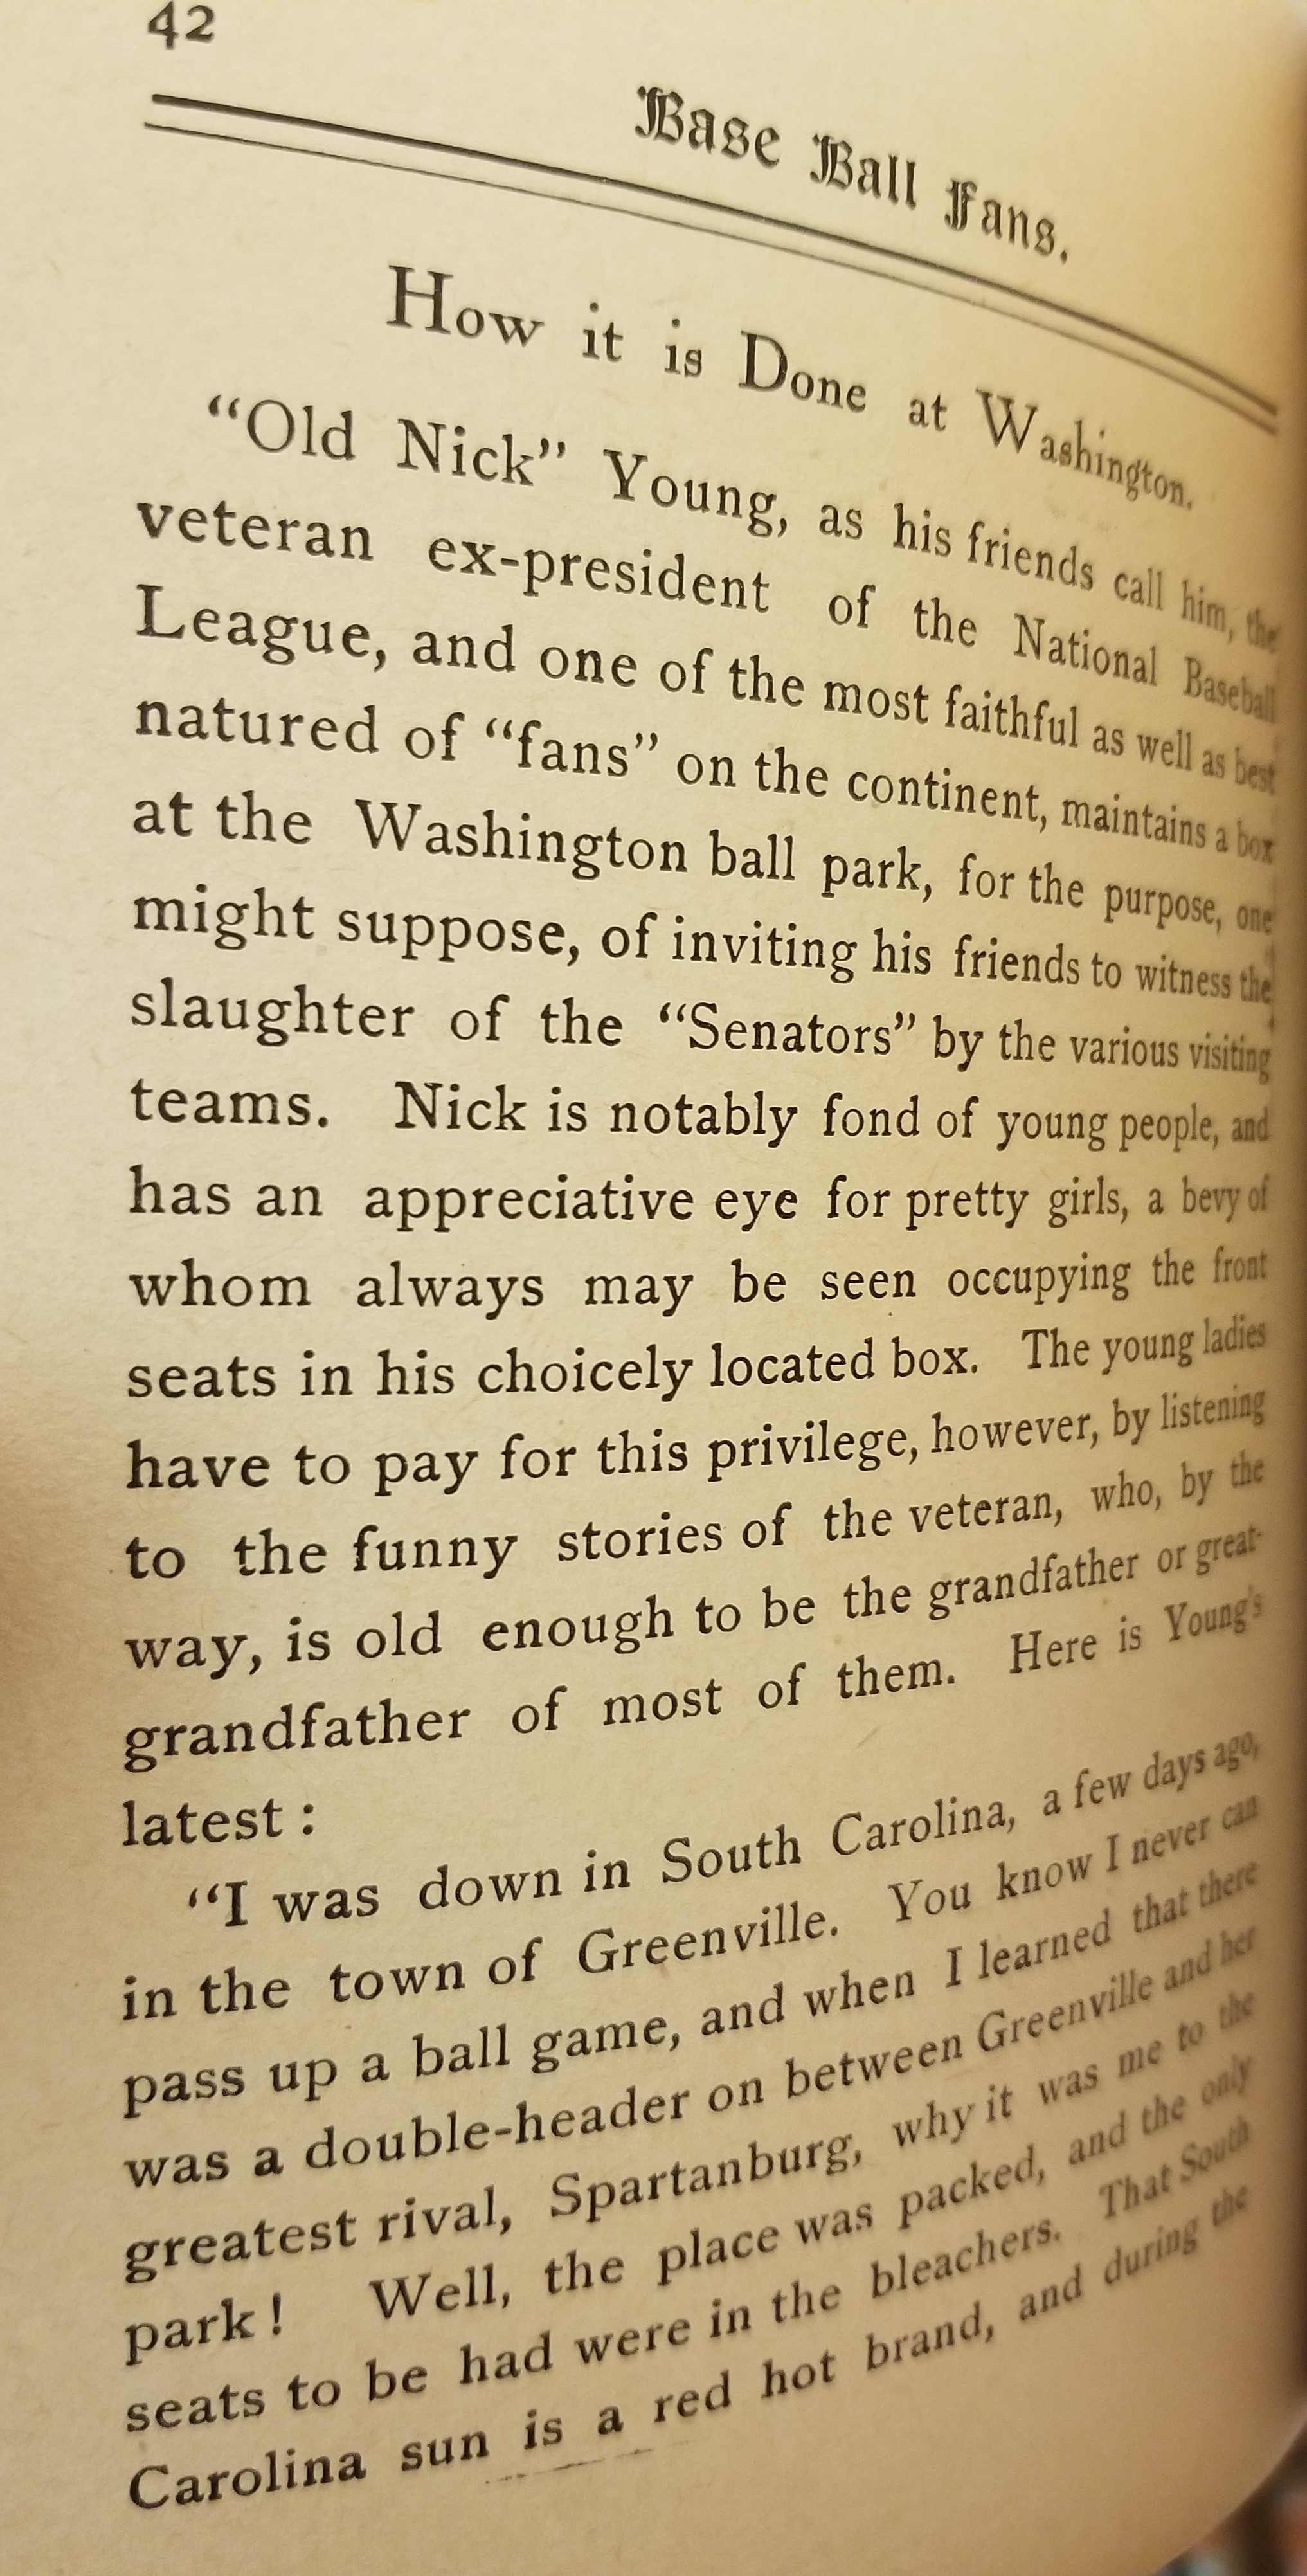 42
Base Ball Fans.
How it is Done at Washington.
“Old Nick” Young, as his friends call him, the
veteran ex-president of the National Baseball
League, and one of the most faithful as well as best
natured of “fans” on the continent, maintains a box
at the Washington ball park, for the purpose, one
might suppose, of inviting his friends to witness the
slaughter of the “Senators” by the various visiting
teams. Nick is notably fond of young people, and
has an appreciative eye for pretty girls, a bevy of
whom always may be seen occupying the front
seats in his choicely located box. The young ladies
have to pay for this privilege, however, by listening
to the funny stories of the veteran, who, by the
way, is old enough to be the grandfather or great-
grandfather of most of them. Here is Young's
latest:
“I was down in South Carolina, a few days ago,
in the town of Greenville. You know I never can
pass up a ball game, and when I learned that there
was a double-header on between Greenville and her
greatest rival, Spartanburg, why it was me to the
park! Well, the place was packed, and the only
seats to be had were in the bleachers. That South
Carolina sun is a red hot brand, and during the